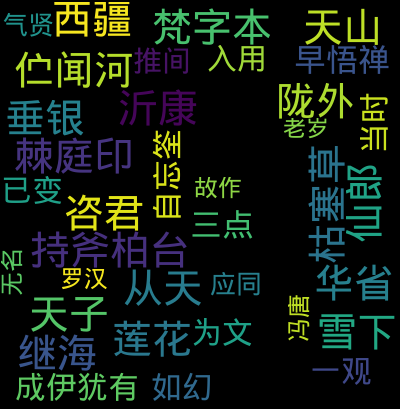 气贤
西疆
梵字本
天山
伫闻河
推间
入用
早悟禅
垂银
沂康
陇外
老岁
当时
棘庭印
自忘筌
枯蹇草
仙郎
已变
咨君
故作
三点
持斧柏台
无名
罗汉
从天
应同
华省
天子
冯唐
雪下
继海
莲花
为文
一观
成伊犹有
如幻